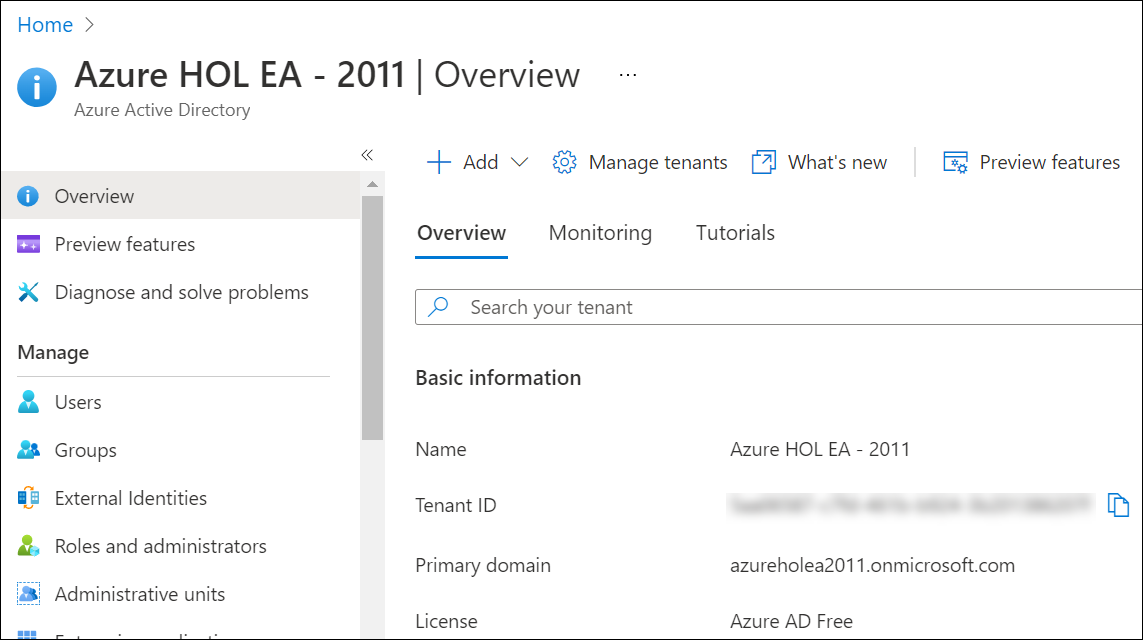 Home
Azure HOL EA - 2011 | Overview ...
Azure Active Directory
Overview
Preview features
Diagnose and solve problems
Manage
Users
Groups
External Identities
Roles and administrators
Administrative units
Add
Manage tenants
What's new
Preview features
Overview
Monitoring
Tutorials
Search your tenant
Basic information
Name
Azure HOL EA - 2011
Tenant ID
Primary domain
azureholea2011.onmicrosoft.com
License
Azure AD Free